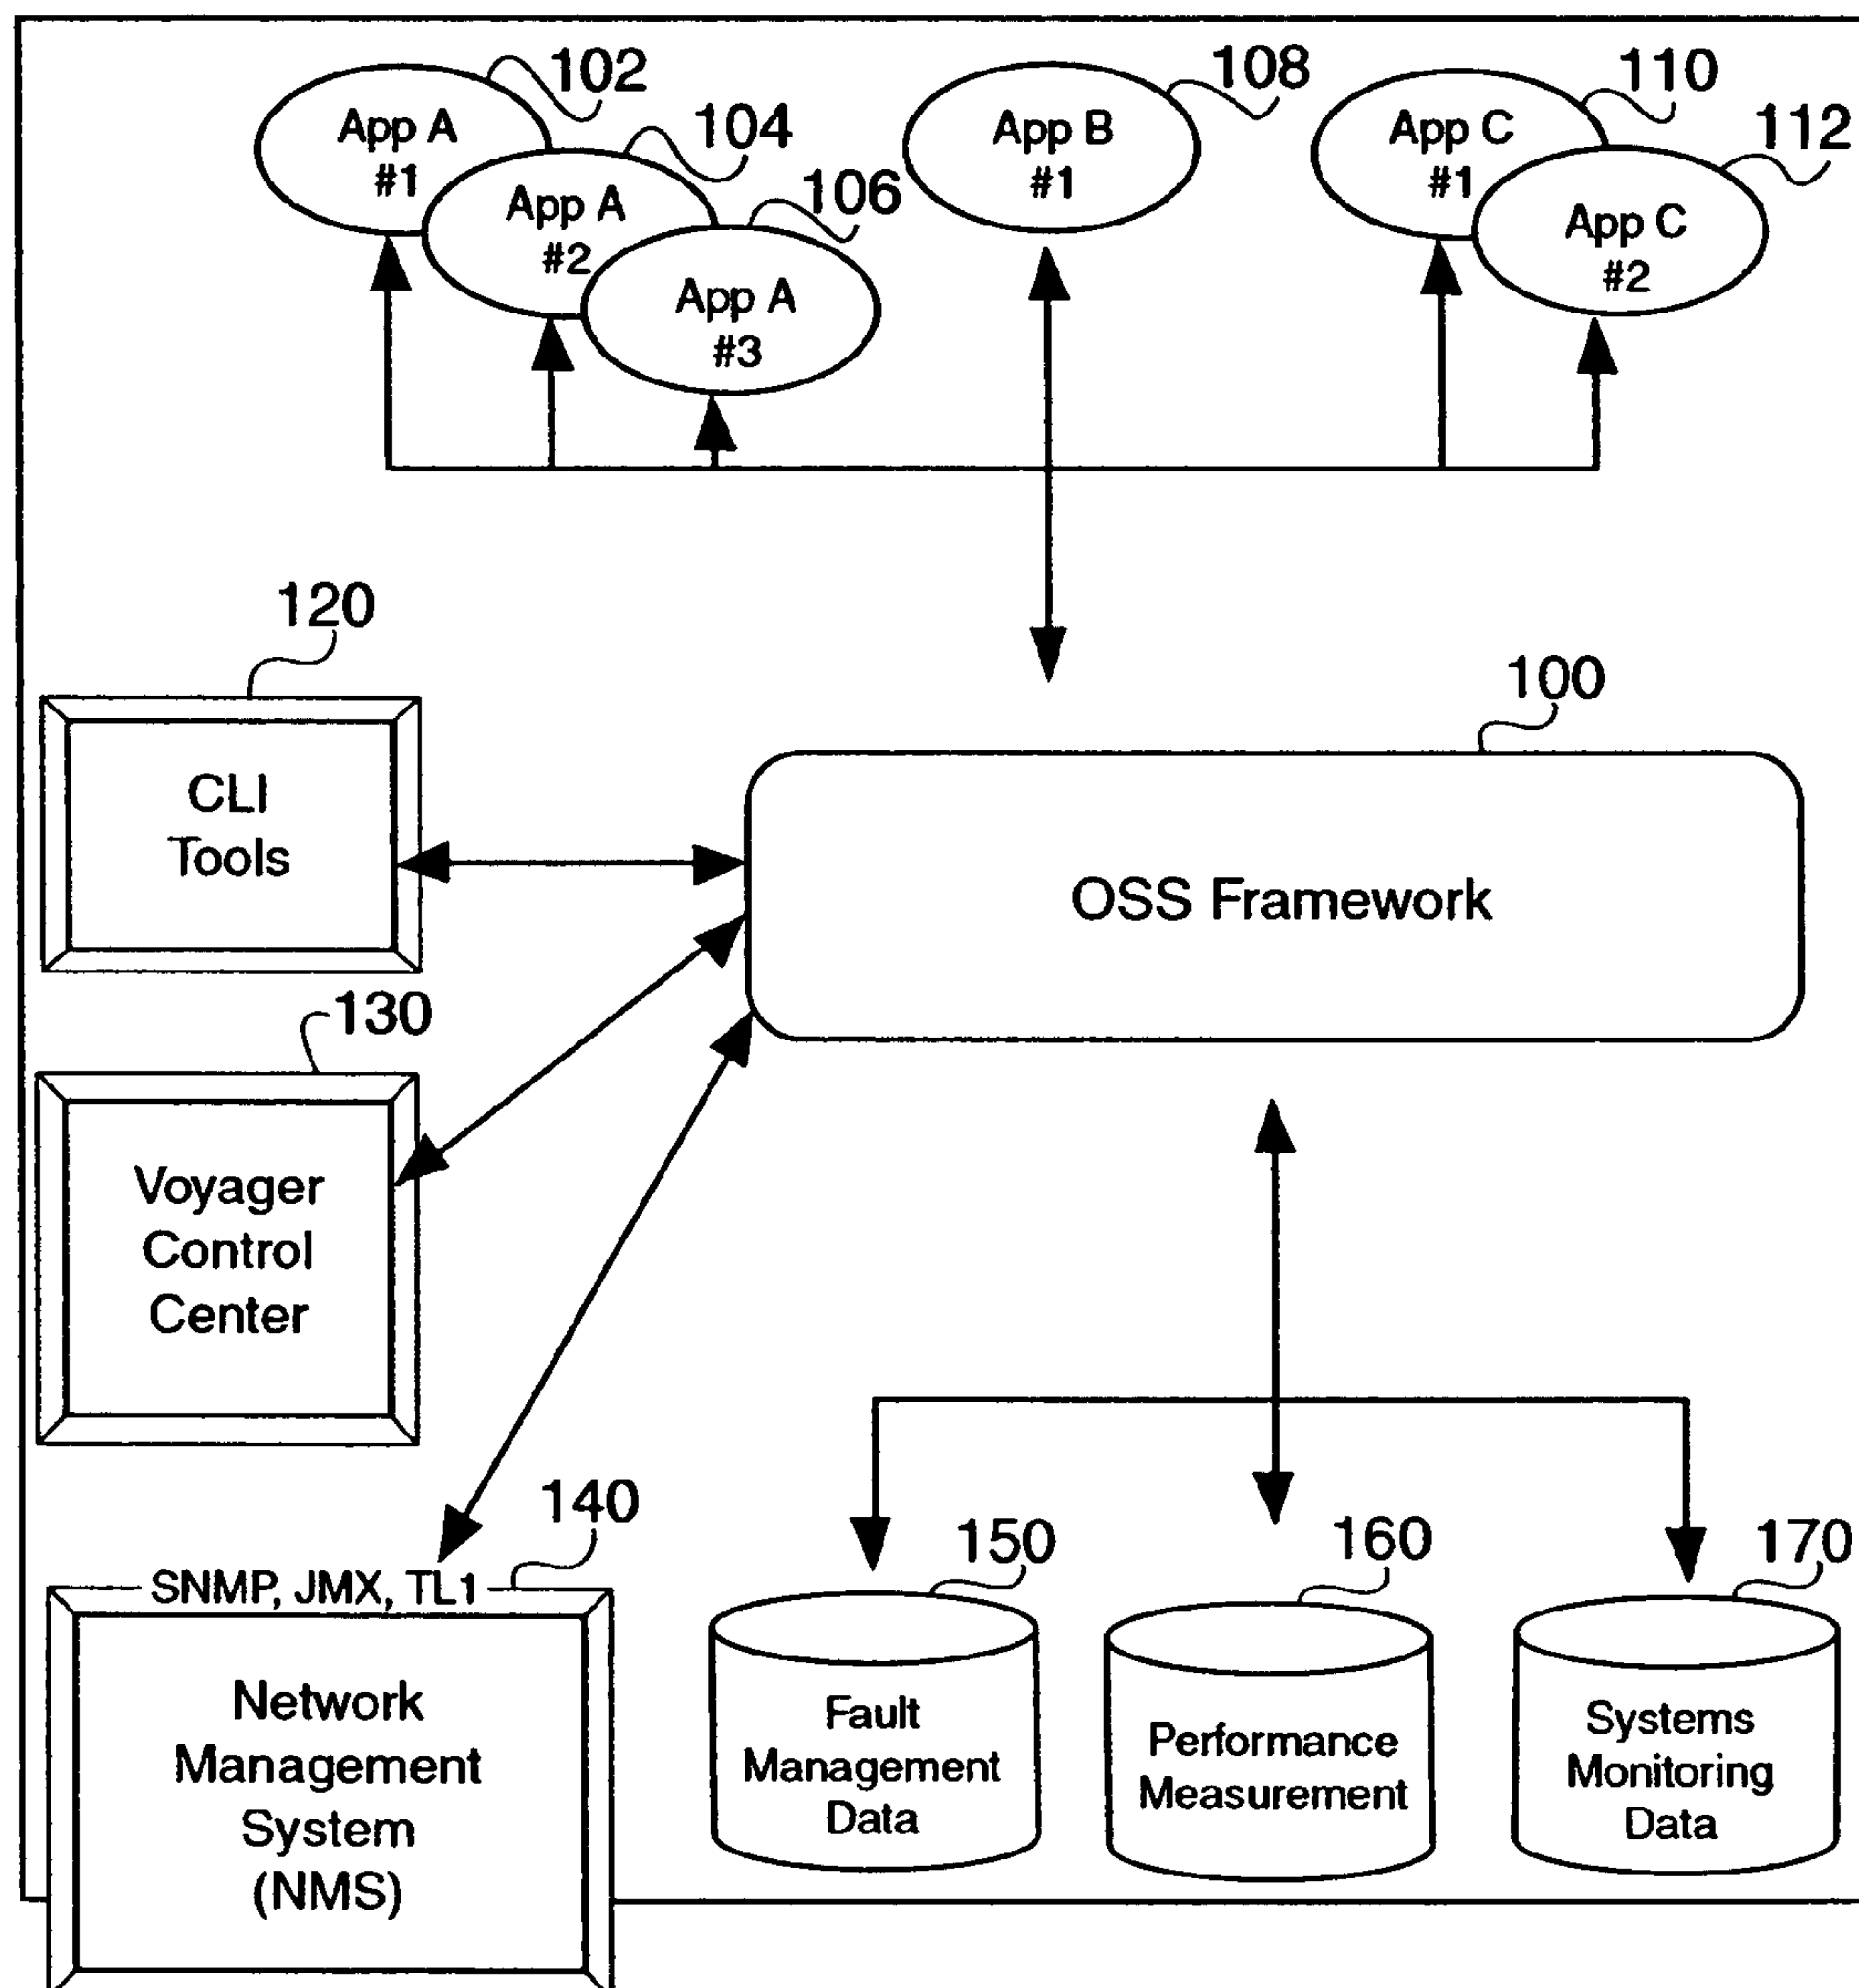 102
App A
#1
104
App A
#2
106
App A
#3
108
App B
#1
110
App C
#1
112
App C
#2
120
CLI
Tools
100
OSS Framework
130
Voyager
Control
Center
140
SNMP, JMX, TL1
Network
Management
System
(NMS)
150
Fault
Management
Data
160
Performance
Measurement
170
Systems
Monitoring
Data